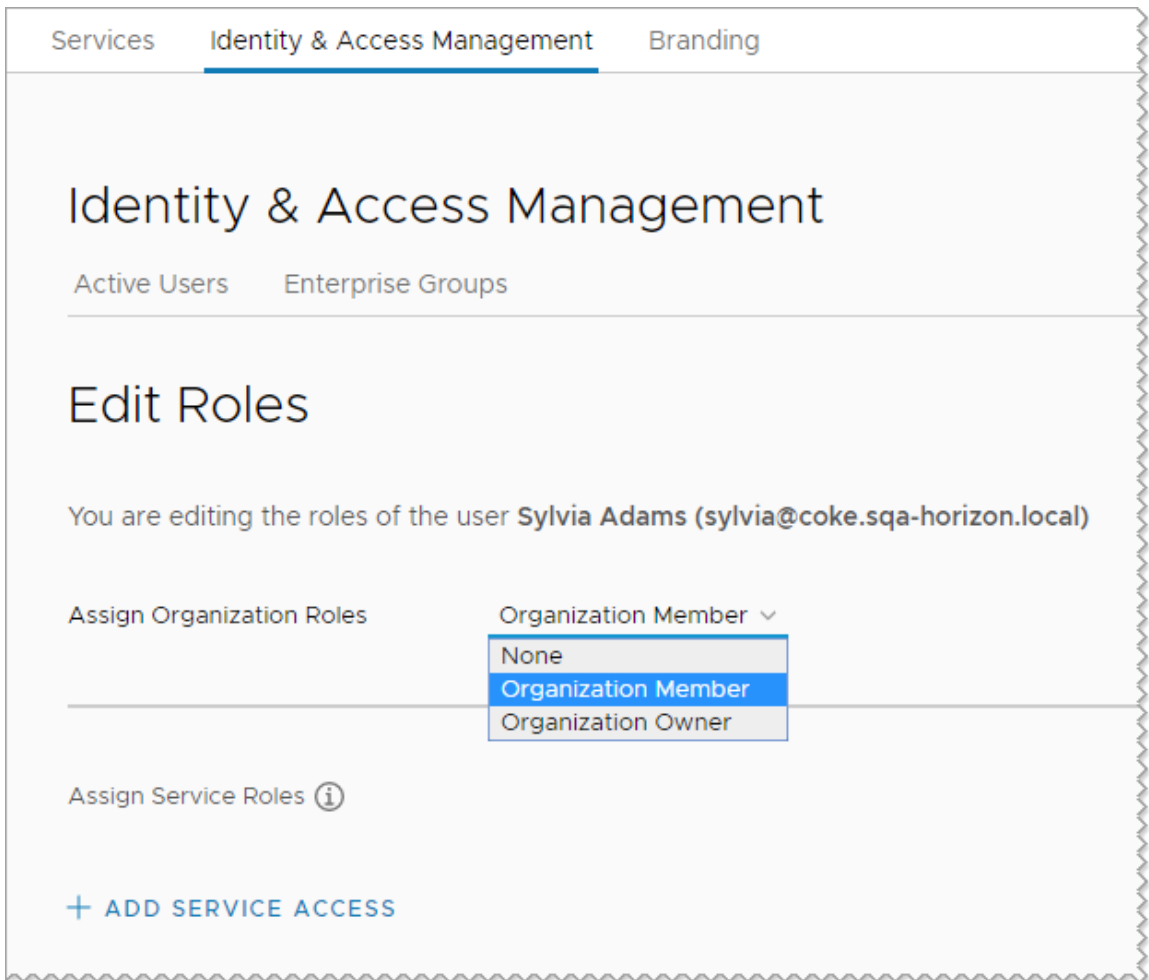 Services Identity & Access Management Branding
Identity & Access Management
Active Users Enterprise Groups
Edit Roles
You are editing the roles of the user Sylvia Adams (sylvia@coke.sqa-horizon.local)
Assign Organization Roles Organization Member
None
Organization Member
Organization Owner
Assign Service Roles
+ ADD SERVICE ACCESS